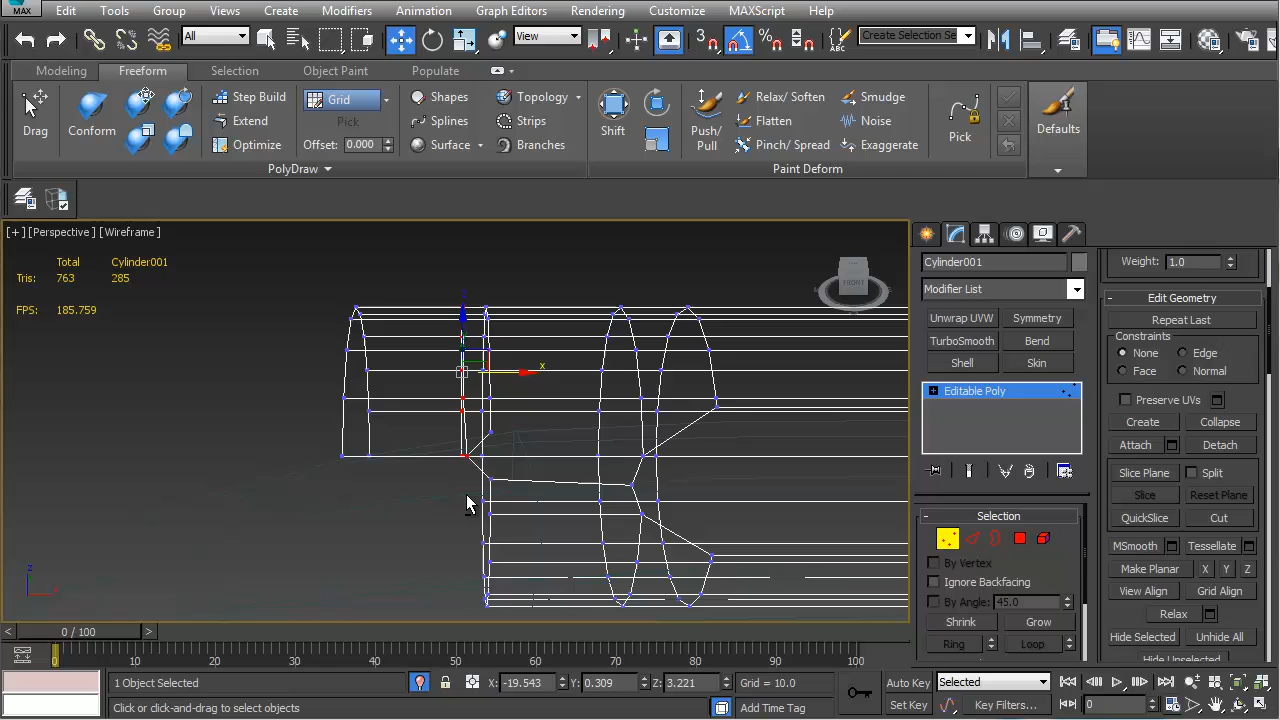 MAX Edit Tools Group Views Create Modifiers Animation Graph Editors Rendering Customize MAXScript Help
All View 3 % ABC Create Selection Se
Modeling Freeform Selection Object Paint Populate
Drag Conform Step Build Extend Optimize Grid Pick Offset: 0.000 Shapes Splines Surface Topology Strips Branches Shift Push/ Pull Relax/ Soften Flatten Pinch/ Spread Smudge Noise Exaggerate Pick Defaults
PolyDraw Paint Deform
[ + ] [Perspective ] [Wireframe ]
Total Cylinder001
Tris: 763 285
FPS: 185.759
FRONT
x
z
Cylinder001
Modifier List
Unwrap UVW Symmetry
TurboSmooth Bend
Shell Skin
Editable Poly
- Selection
By Vertex
Ignore Backfacing
By Angle: 45.0
Shrink Grow
Ring Loop
Weight: 1.0
- Edit Geometry
Repeat Last
Constraints
None Edge
Face Normal
Preserve UVs
Create Collapse
Attach Detach
Slice Plane Split
Slice Reset Plane
QuickSlice Cut
MSmooth Tessellate
Make Planar X Y Z
View Align Grid Align
Relax
Hide Selected Unhide All
Hide Unselected
< 0 / 100 >
0 10 20 30 40 50 60 70 80 90 100
1 Object Selected X: -19.543 Y: 0.309 Z: 3.221 Grid = 10.0 Auto Key Selected
Click or click-and-drag to select objects Add Time Tag Set Key Key Filters... 0